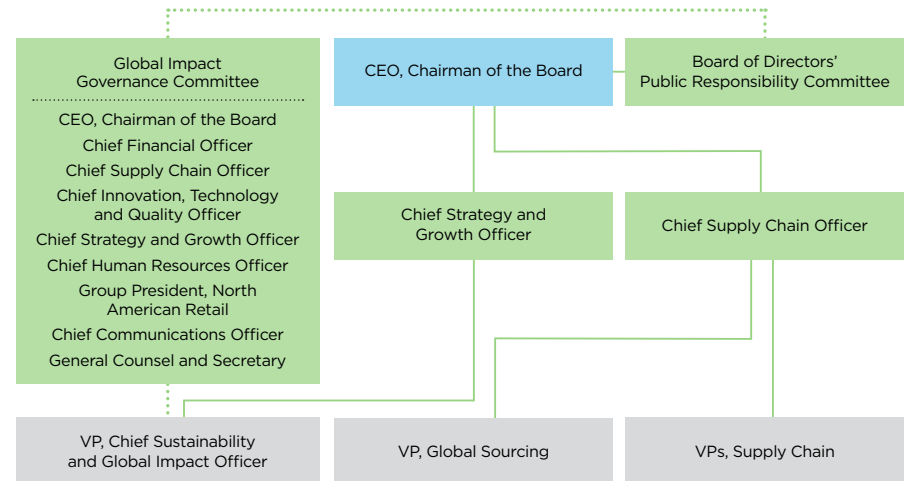 Global Impact
Governance Committee
CEO, Chairman of the Board
Chief Financial Officer
Chief Supply Chain Officer
Chief Innovation, Technology
and Quality Officer
Chief Strategy and Growth Officer
Chief Human Resources Officer
Group President, North
American Retail
Chief Communications Officer
General Counsel and Secretary
CEO, Chairman of the Board
Board of Directors’
Public Responsibility Committee
Chief Strategy and
Growth Officer
Chief Supply Chain Officer
VP, Chief Sustainability
and Global Impact Officer
VP, Global Sourcing
VPs, Supply Chain